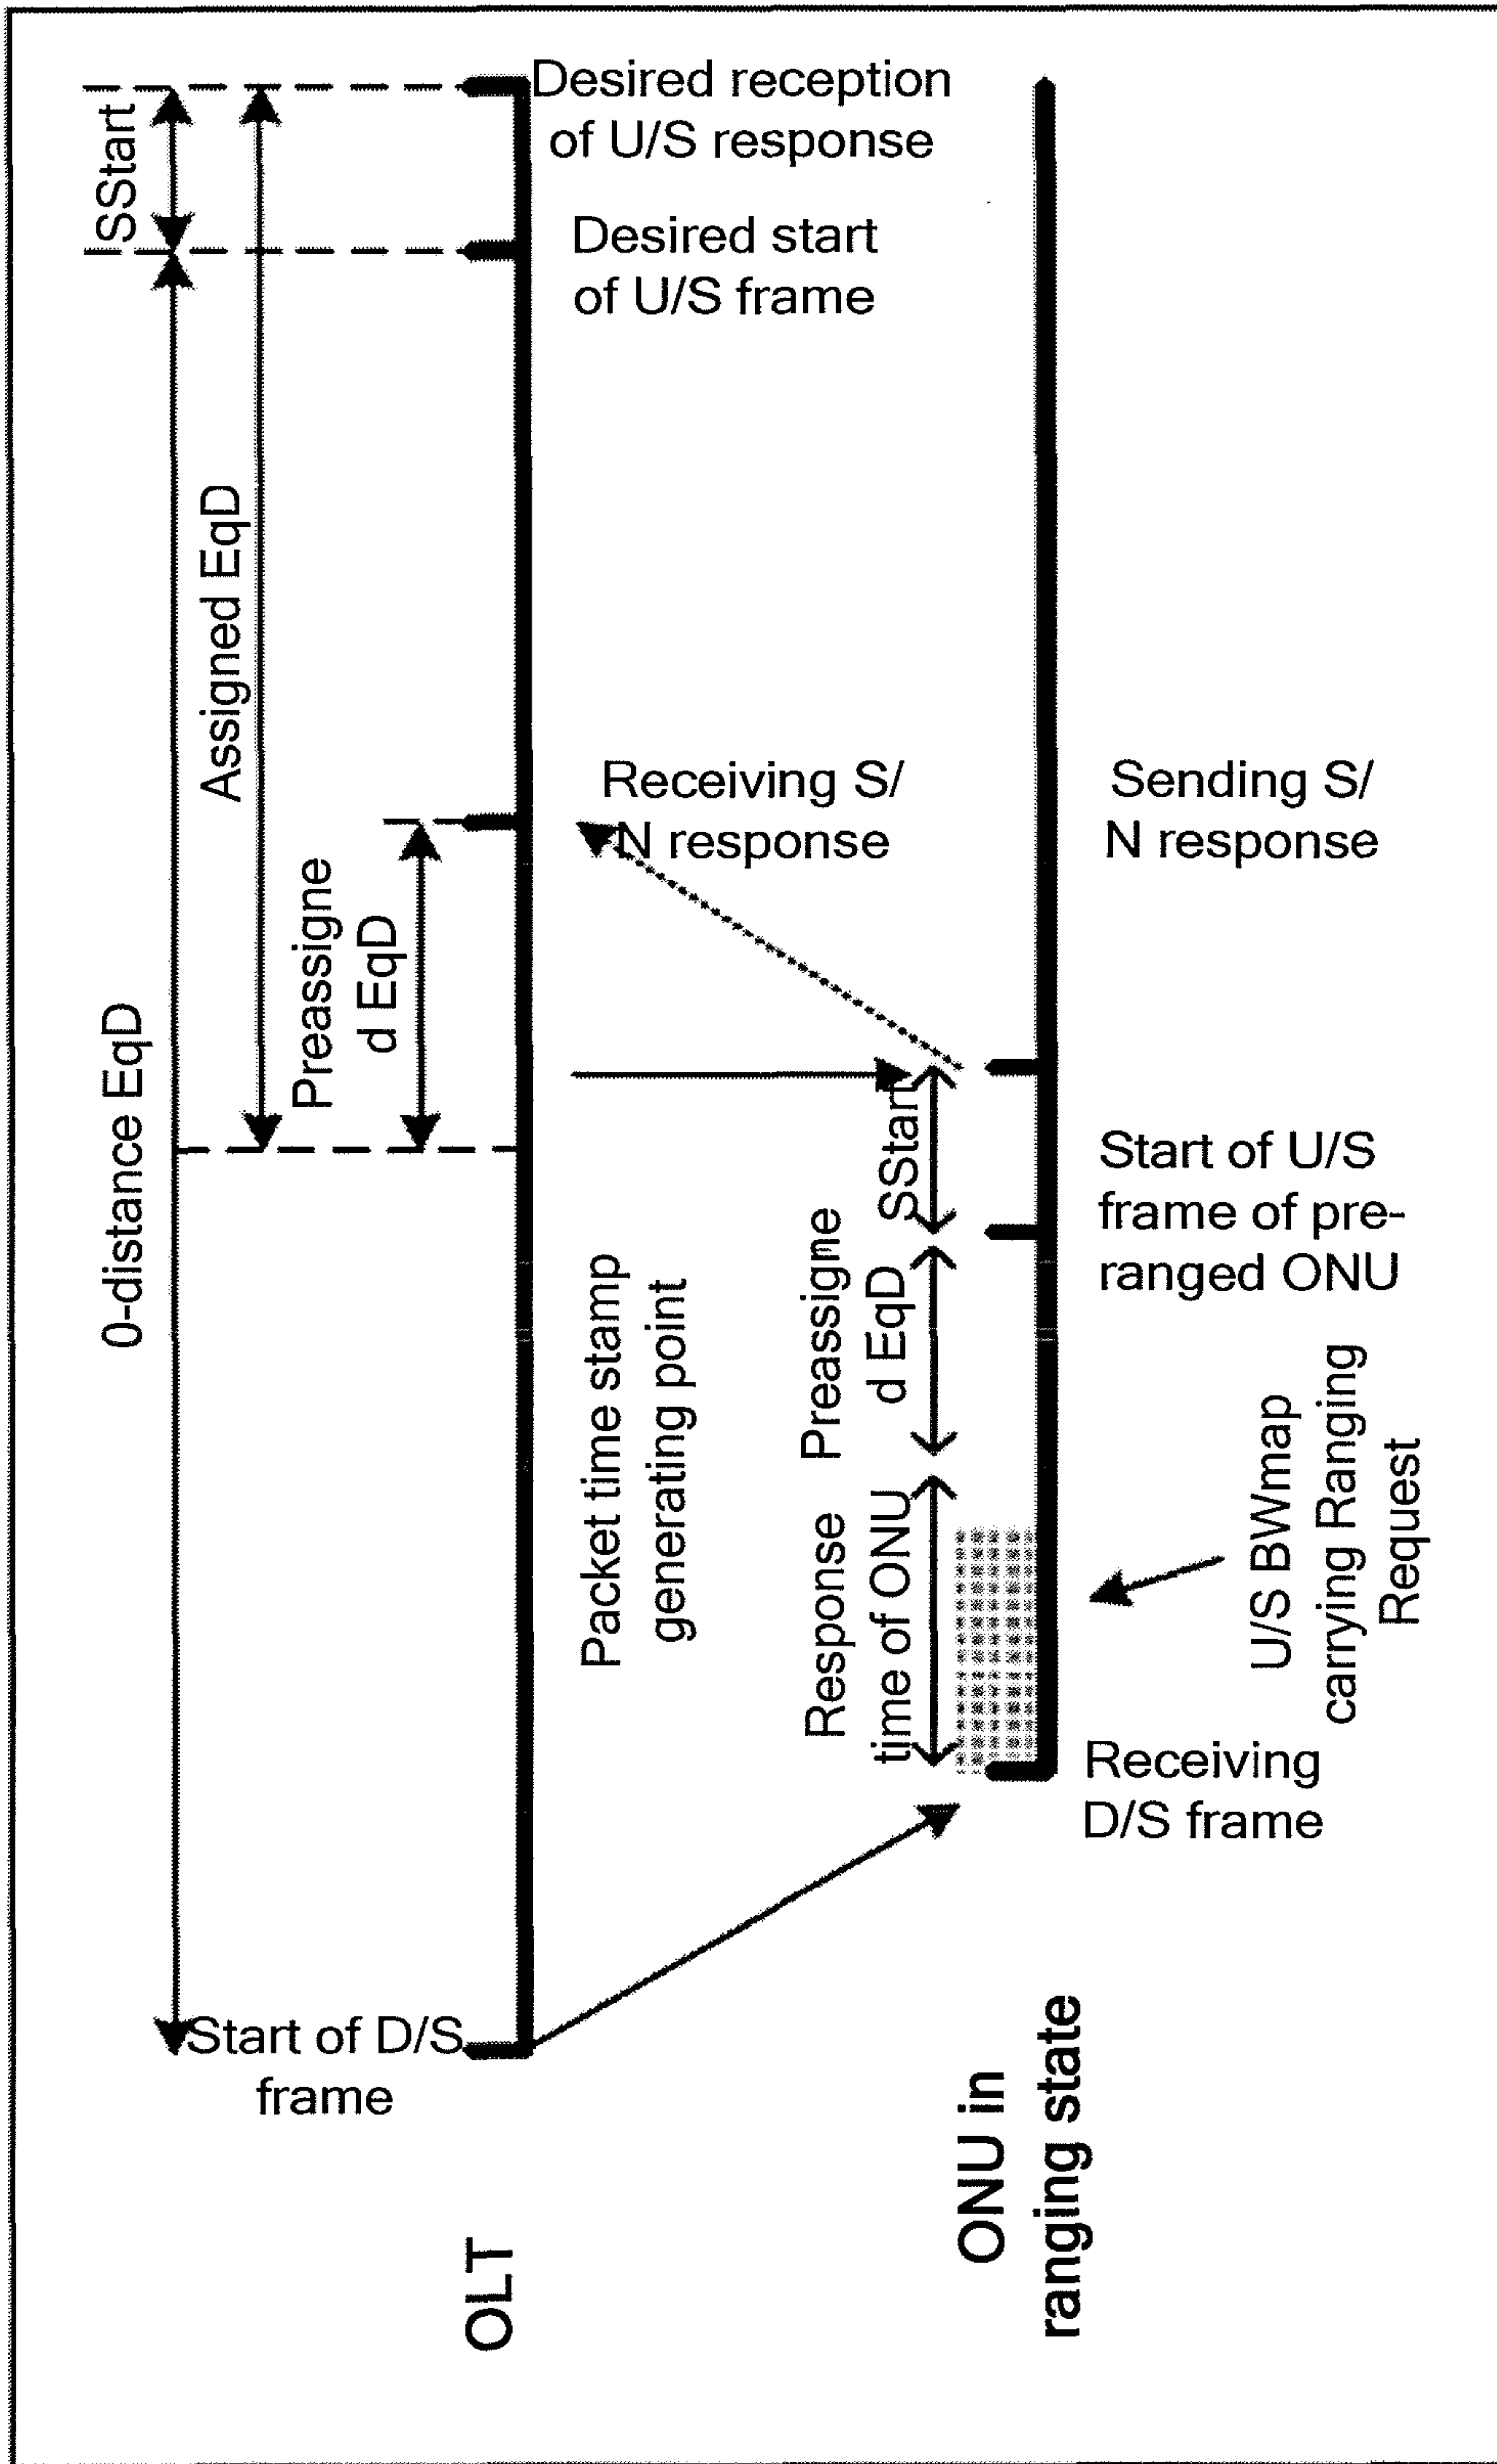 SStart
Desired reception
of U/S response
Desired start
of U/S frame
Assigned EqD
0-distance EqD
Preassigne
d EqD
Receiving S/
N response
Sending S/
N response
SStart
Start of U/S
frame of pre-
ranged ONU
Preassigne
d EqD
Packet time stamp
generating point
Response
time of ONU
U/S BWmap
carrying Ranging
Request
Receiving
D/S frame
Start of D/S
frame
OLT
ONU in
ranging state